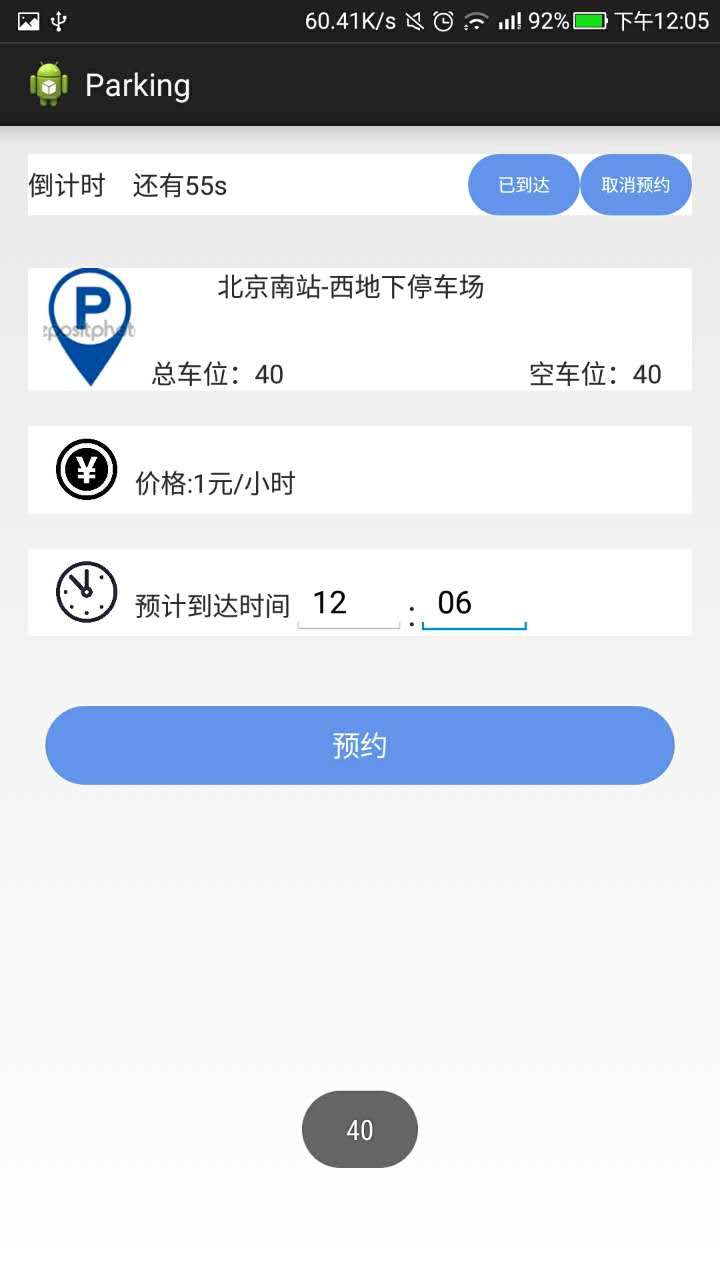 60.41K/s 92% 下午12:05
Parking
倒计时 还有55s 已到达 取消预约
北京南站-西地下停车场
P
positphot
总车位：40 空车位：40
¥
价格:1元/小时
预计到达时间 12 : 06
预约
40